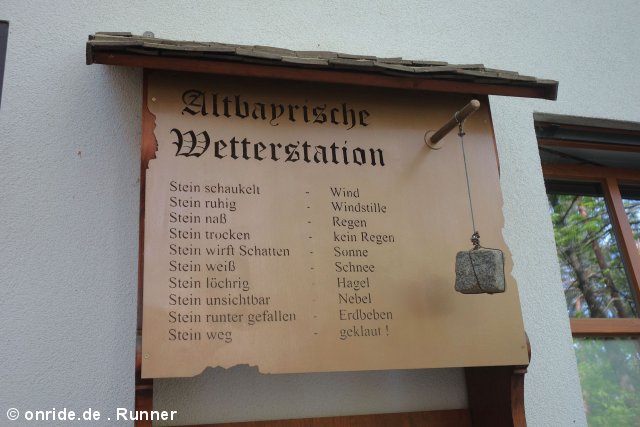 Altbayrische
Wetterstation
Stein schaukelt - Wind
Stein ruhig - Windstille
Stein naß - Regen
Stein trocken - kein Regen
Stein wirft Schatten - Sonne
Stein weiß - Schnee
Stein löchrig - Hagel
Stein unsichtbar - Nebel
Stein runter gefallen - Erdbeben
Stein weg - geklaut !
© onride.de . Runner